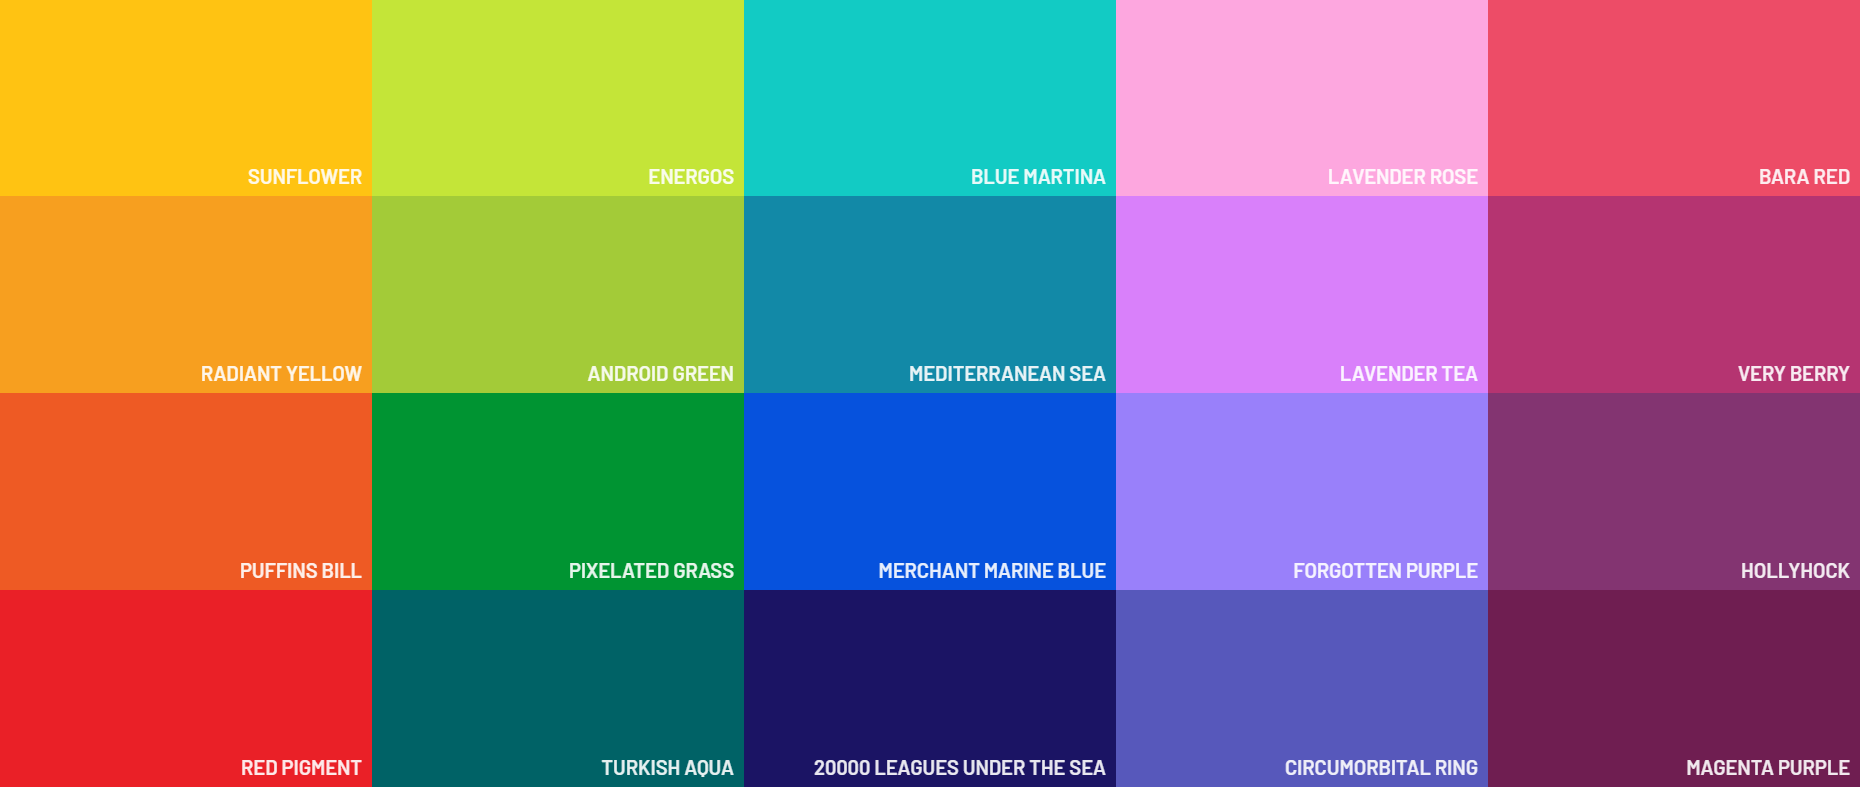 SUNFLOWER
ENERGOS
BLUE MARTINA
LAVENDER ROSE
BARA RED
RADIANT YELLOW
ANDROID GREEN
MEDITERRANEAN SEA
LAVENDER TEA
VERY BERRY
PUFFINS BILL
PIXELATED GRASS
MERCHANT MARINE BLUE
FORGOTTEN PURPLE
HOLLYHOCK
RED PIGMENT
TURKISH AQUA
20000 LEAGUES UNDER THE SEA
CIRCUMORBITAL RING
MAGENTA PURPLE